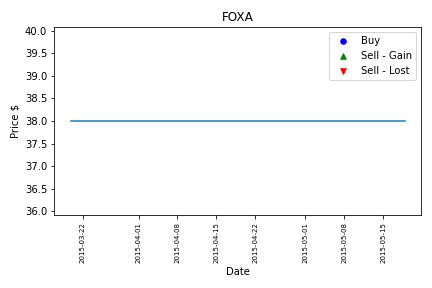 FOXA
Buy
Sell - Gain
Sell - Lost
40.0
39.5
39.0
38.5
38.0
37.5
37.0
36.5
36.0
Price $
2015-03-22
2015-04-01
2015-04-08
2015-04-15
2015-04-22
2015-05-01
2015-05-08
2015-05-15
Date